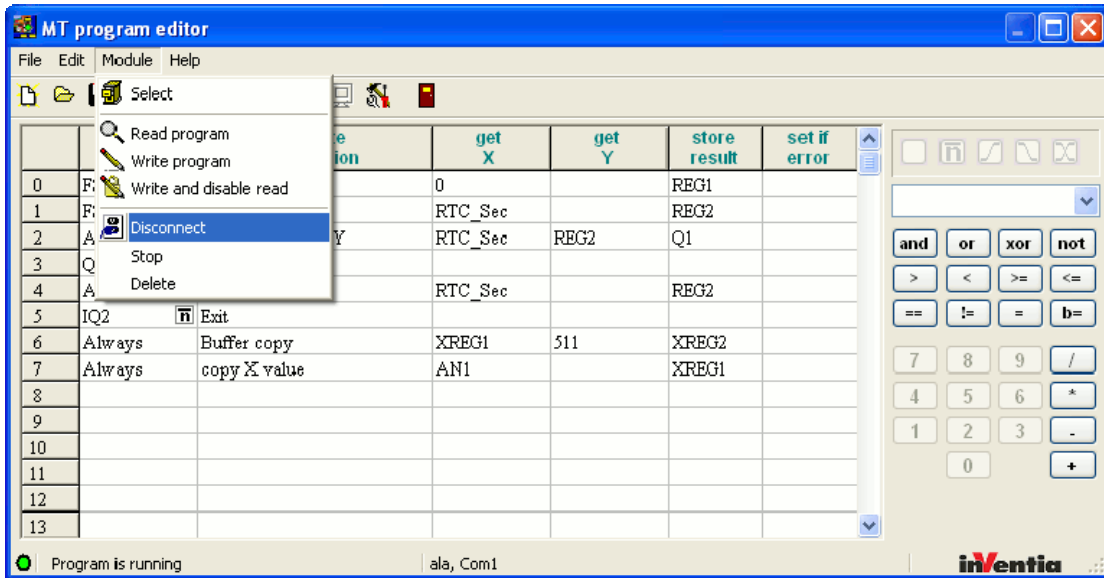 MT program editor
File Edit Module Help
Select
Read program
Write program
Write and disable read
Disconnect
Stop
Delete
get X get Y store result set if error
0 0 REG1
1 RTC_Sec REG2
2 RTC_Sec REG2 Q1
3
4 RTC_Sec REG2
5 IQ2 n Exit
6 Always Buffer copy XREG1 511 XREG2
7 Always copy X value AN1 XREG1
8
9
10
11
12
13
n
and or xor not
> < >= <=
== != = b=
7 8 9 /
4 5 6 *
1 2 3 -
0 +
Program is running ala, Com1 inVentia